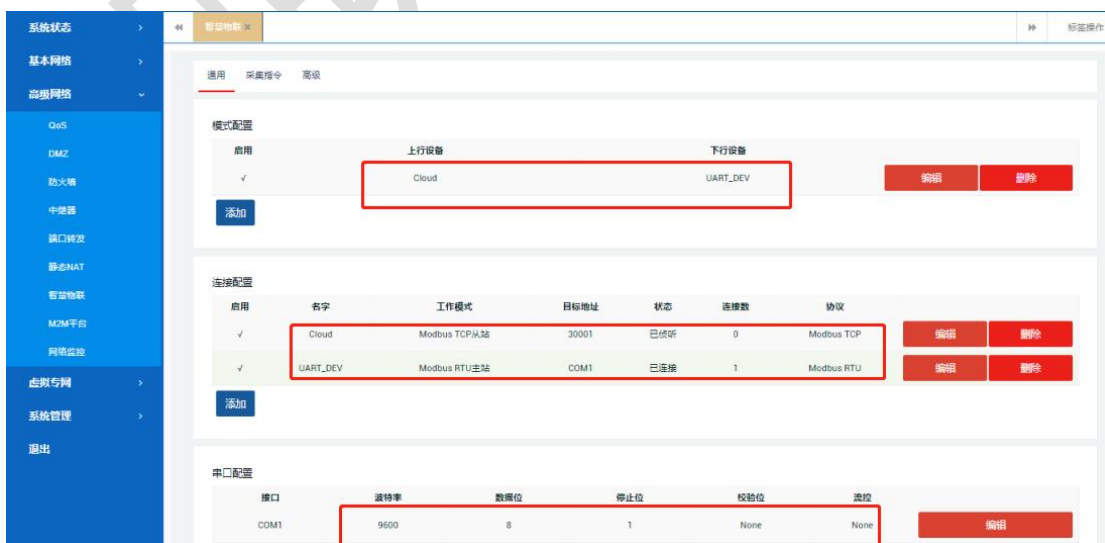 系统状态
基本网络
高级网络
QoS
DMZ
防火墙
中继器
端口转发
静态NAT
智慧物联
M2M平台
网络监控
虚拟专网
系统管理
退出
智慧物联
标签操作
通用 采集指令 高级
模式配置
启用 上行设备 下行设备
√ Cloud UART_DEV 编辑 删除
添加
连接配置
启用 名字 工作模式 目标地址 状态 连接数 协议
√ Cloud Modbus TCP从站 30001 已侦听 0 Modbus TCP 编辑 删除
√ UART_DEV Modbus RTU主站 COM1 已连接 1 Modbus RTU 编辑 删除
添加
串口配置
接口 波特率 数据位 停止位 校验位 流控
COM1 9600 8 1 None None 编辑